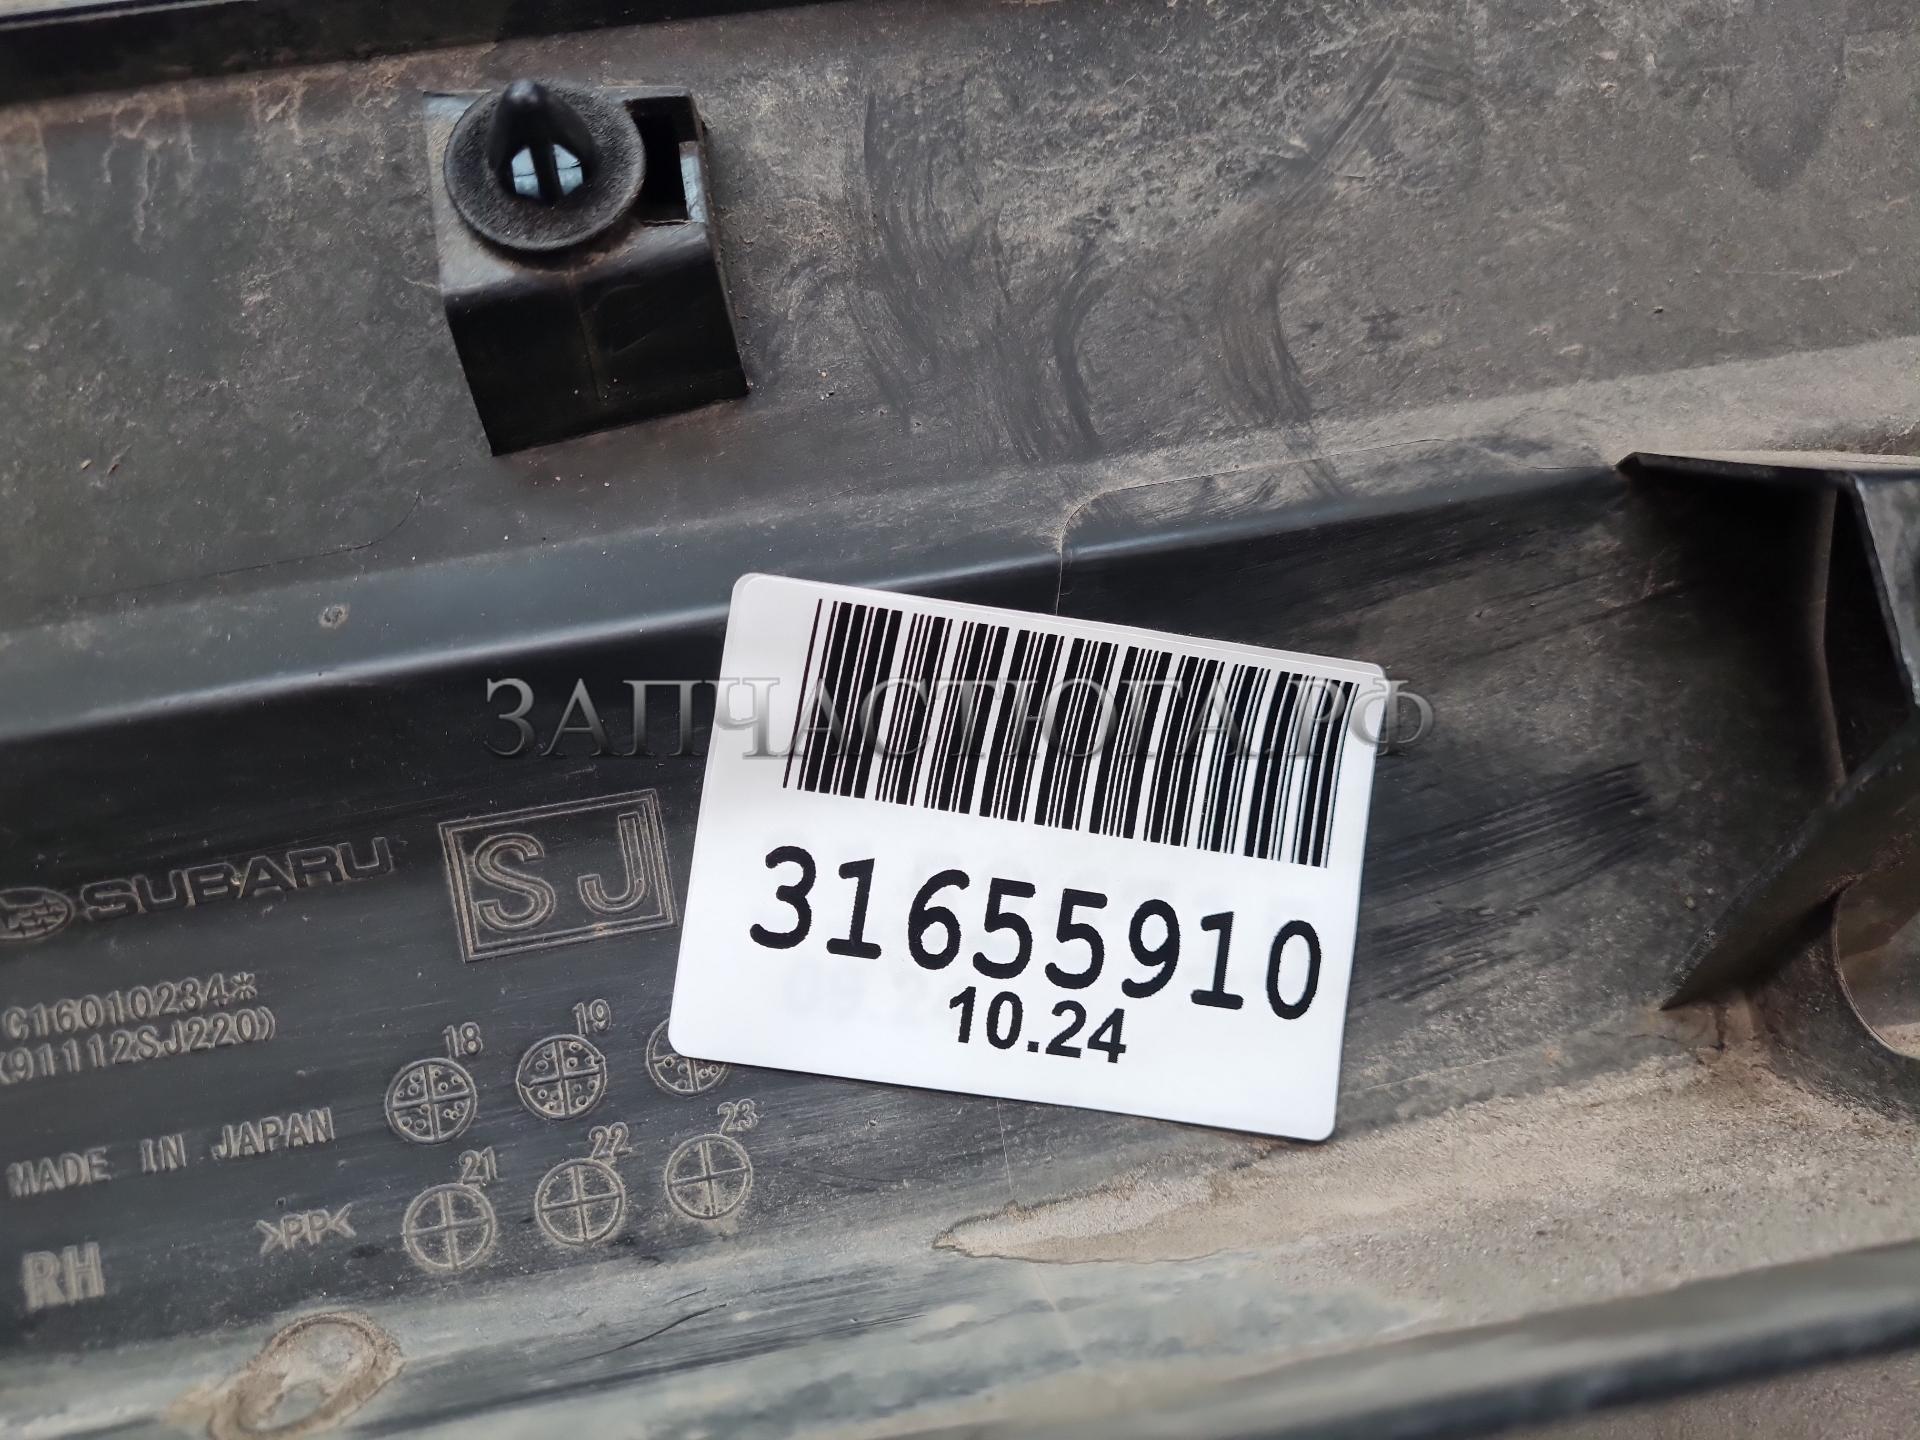 ЗАПЧАСТЮГА.РФ
31655910
10.24
SUBARU SJ
C16010234*
(91112SJ220)
18 19
MADE IN JAPAN
21 22 23
>PP<
RH